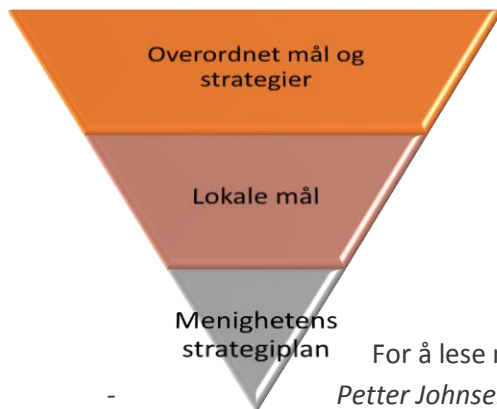 Overordnet mål og
strategier
Lokale mål
Menighetens
strategiplan
For å lese
- Petter Johnse